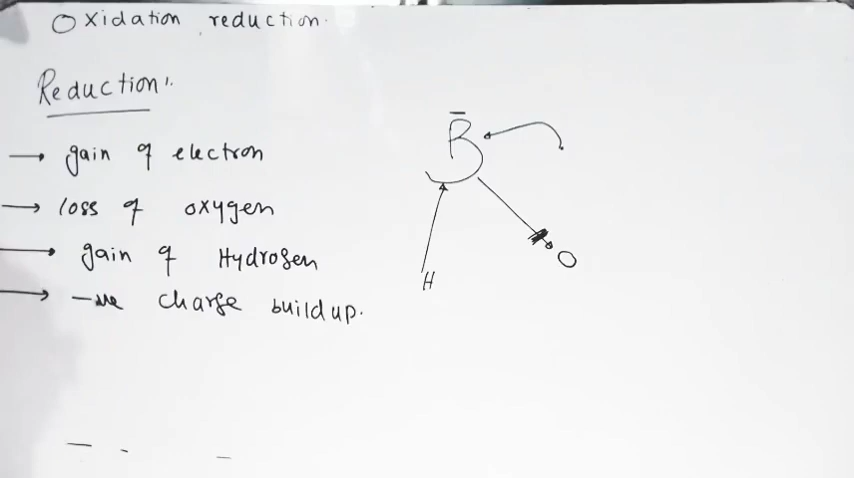 Oxidation reduction.
Reduction:
→ gain of electron
→ loss of oxygen
→ gain of Hydrogen
→ -ve charge buildup.
B̄
O
H